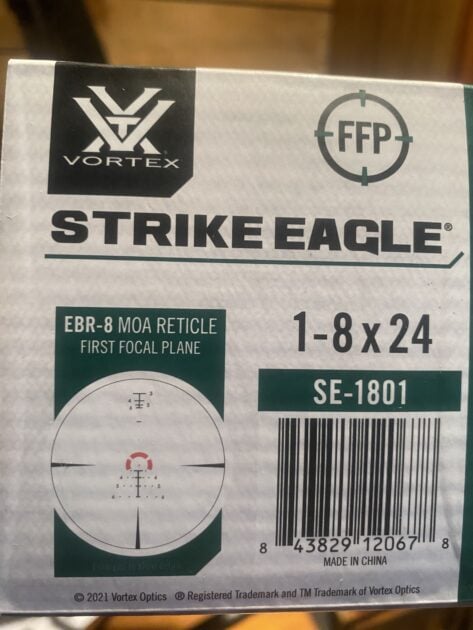 VORTEX
FFP
STRIKE EAGLE®
EBR-8 MOA RETICLE
FIRST FOCAL PLANE
1-8 x 24
SE-1801
8 43829 12067 8
MADE IN CHINA
© 2021 Vortex Optics ® Registered Trademark and TM Trademark of Vortex Optics